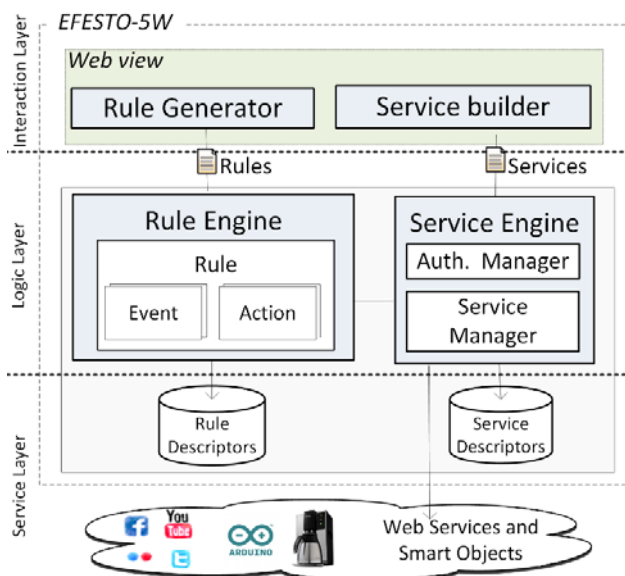 EFESTO-5W
Interaction Layer
Web view
Rule Generator
Service builder
Rules
Services
Logic Layer
Rule Engine
Rule
Event
Action
Service Engine
Auth. Manager
Service
Manager
Service Layer
Rule
Descriptors
Service
Descriptors
You
Tube
ARDUINO
Web Services and
Smart Objects